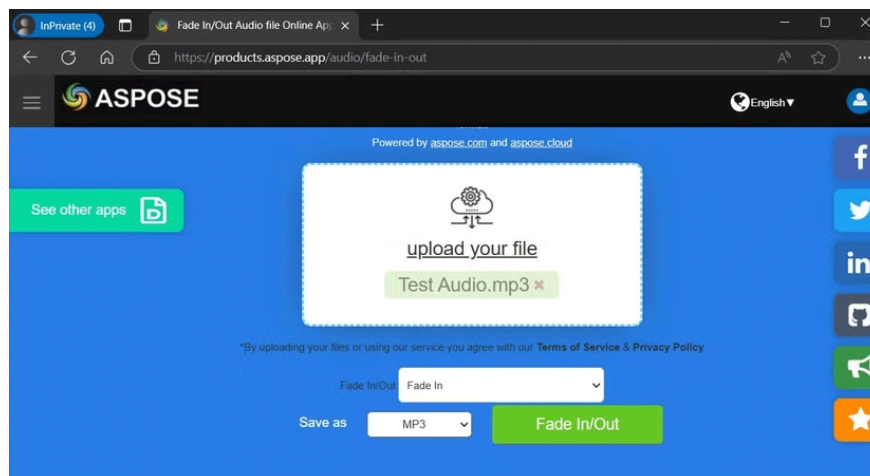 InPrivate (4)
Fade In/Out Audio file Online Ap
https://products.aspose.app/audio/fade-in-out
ASPOSE
English▼
Powered by aspose.com and aspose.cloud
See other apps
upload your file
Test Audio.mp3 ×
*By uploading your files or using our service you agree with our Terms of Service & Privacy Policy
Fade In/Out Fade In
Save as MP3 Fade In/Out